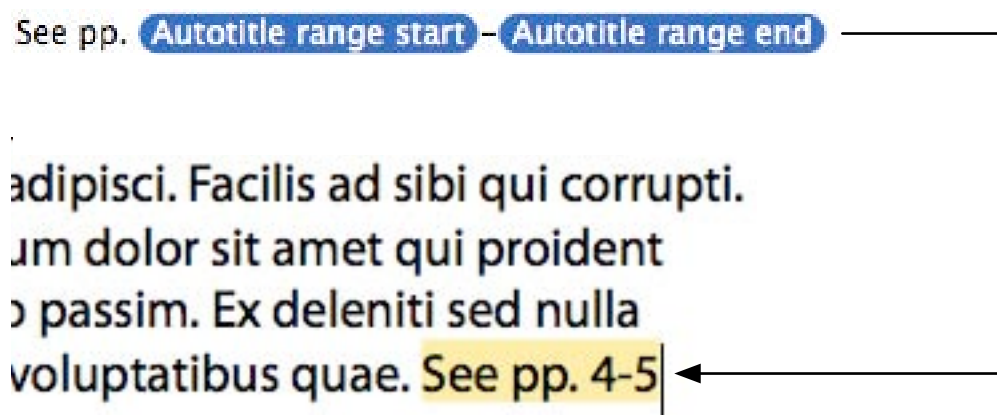 See pp. Autotitle range start-Autotitle range end
adipisci. Facilis ad sibi qui corrupti.
um dolor sit amet qui proident
passim. Ex deleniti sed nulla
voluptatibus quae. See pp. 4-5